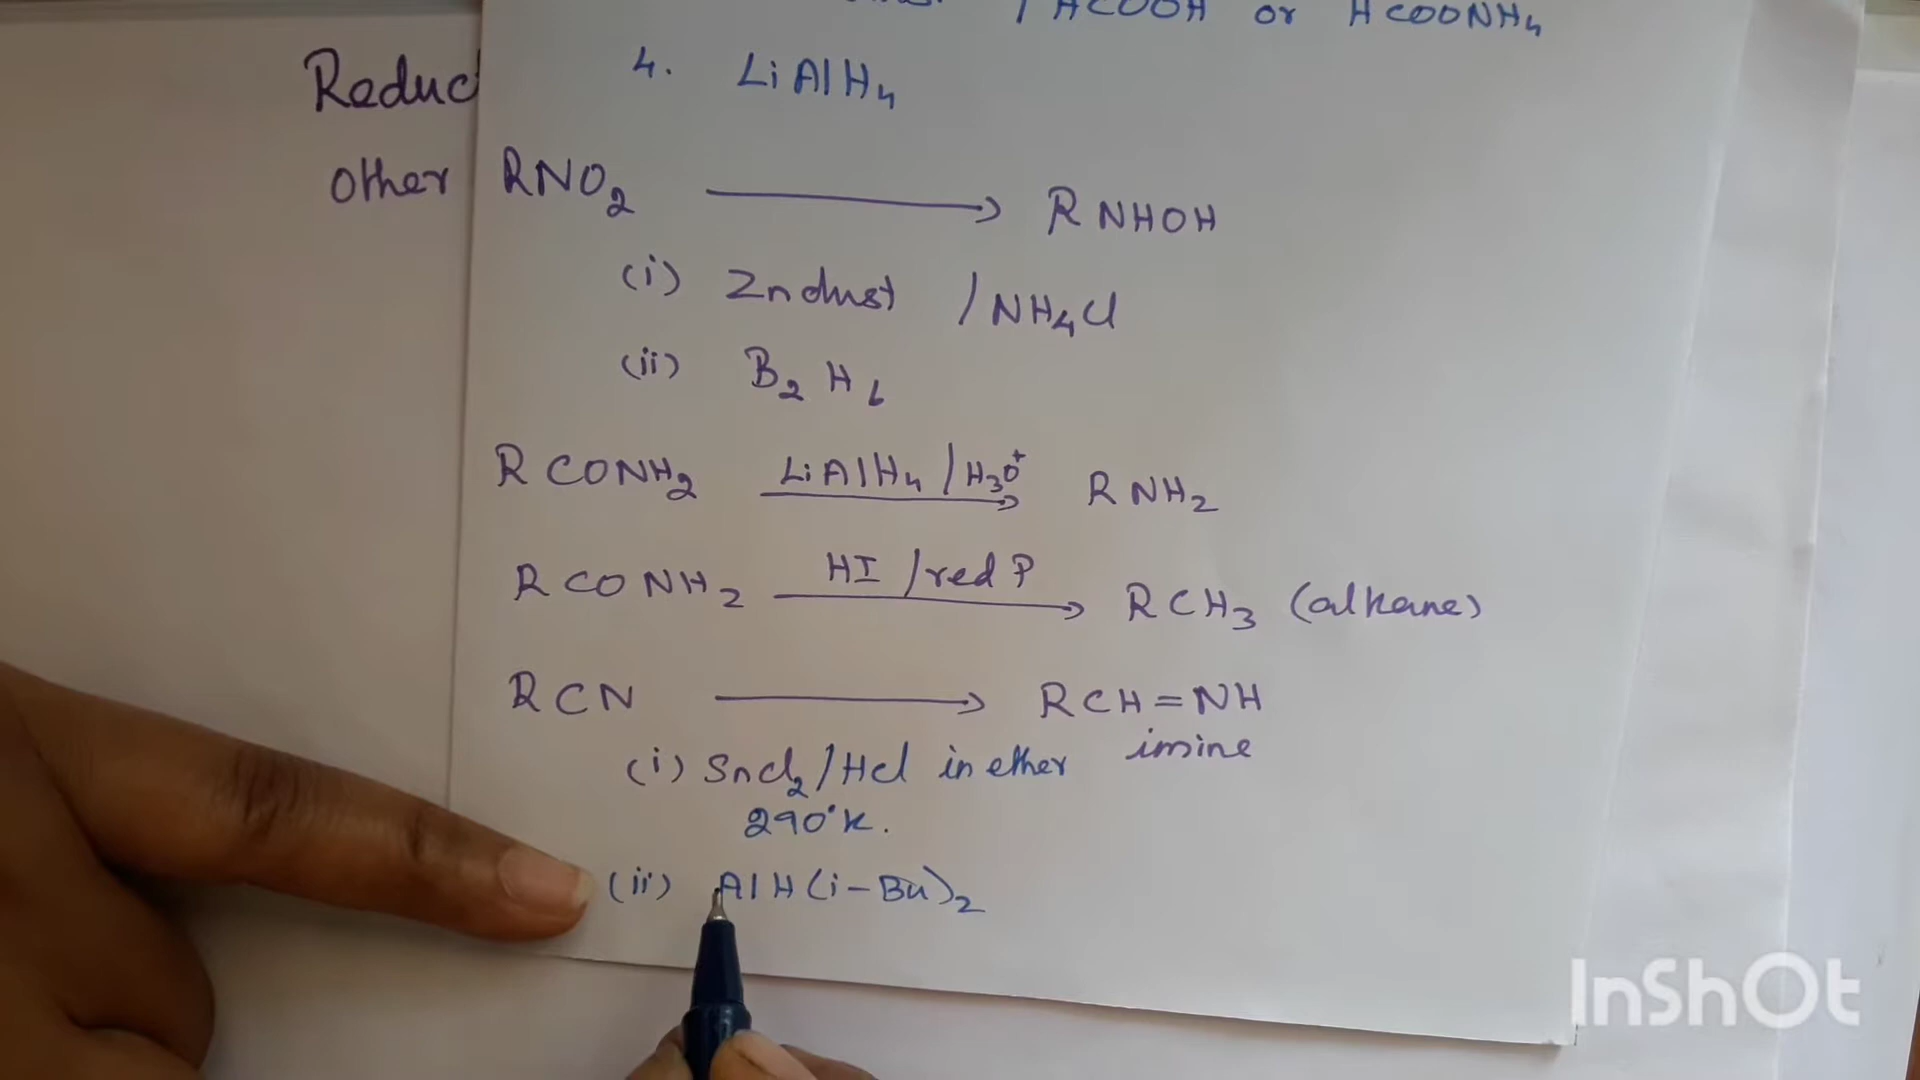 / HCOOH or HCOONH4
4. LiAlH4
Reduc
other
RNO2 → RNHOH
(i) Zn dust / NH4Cl
(ii) B2H6
RCONH2 LiAlH4 / H3O+ → RNH2
RCONH2 HI / red P → RCH3 (alkane)
RCN → RCH=NH
imine
(i) SnCl2/HCl in ether
290°K.
(ii) AlH(i-Bu)2
InShOt